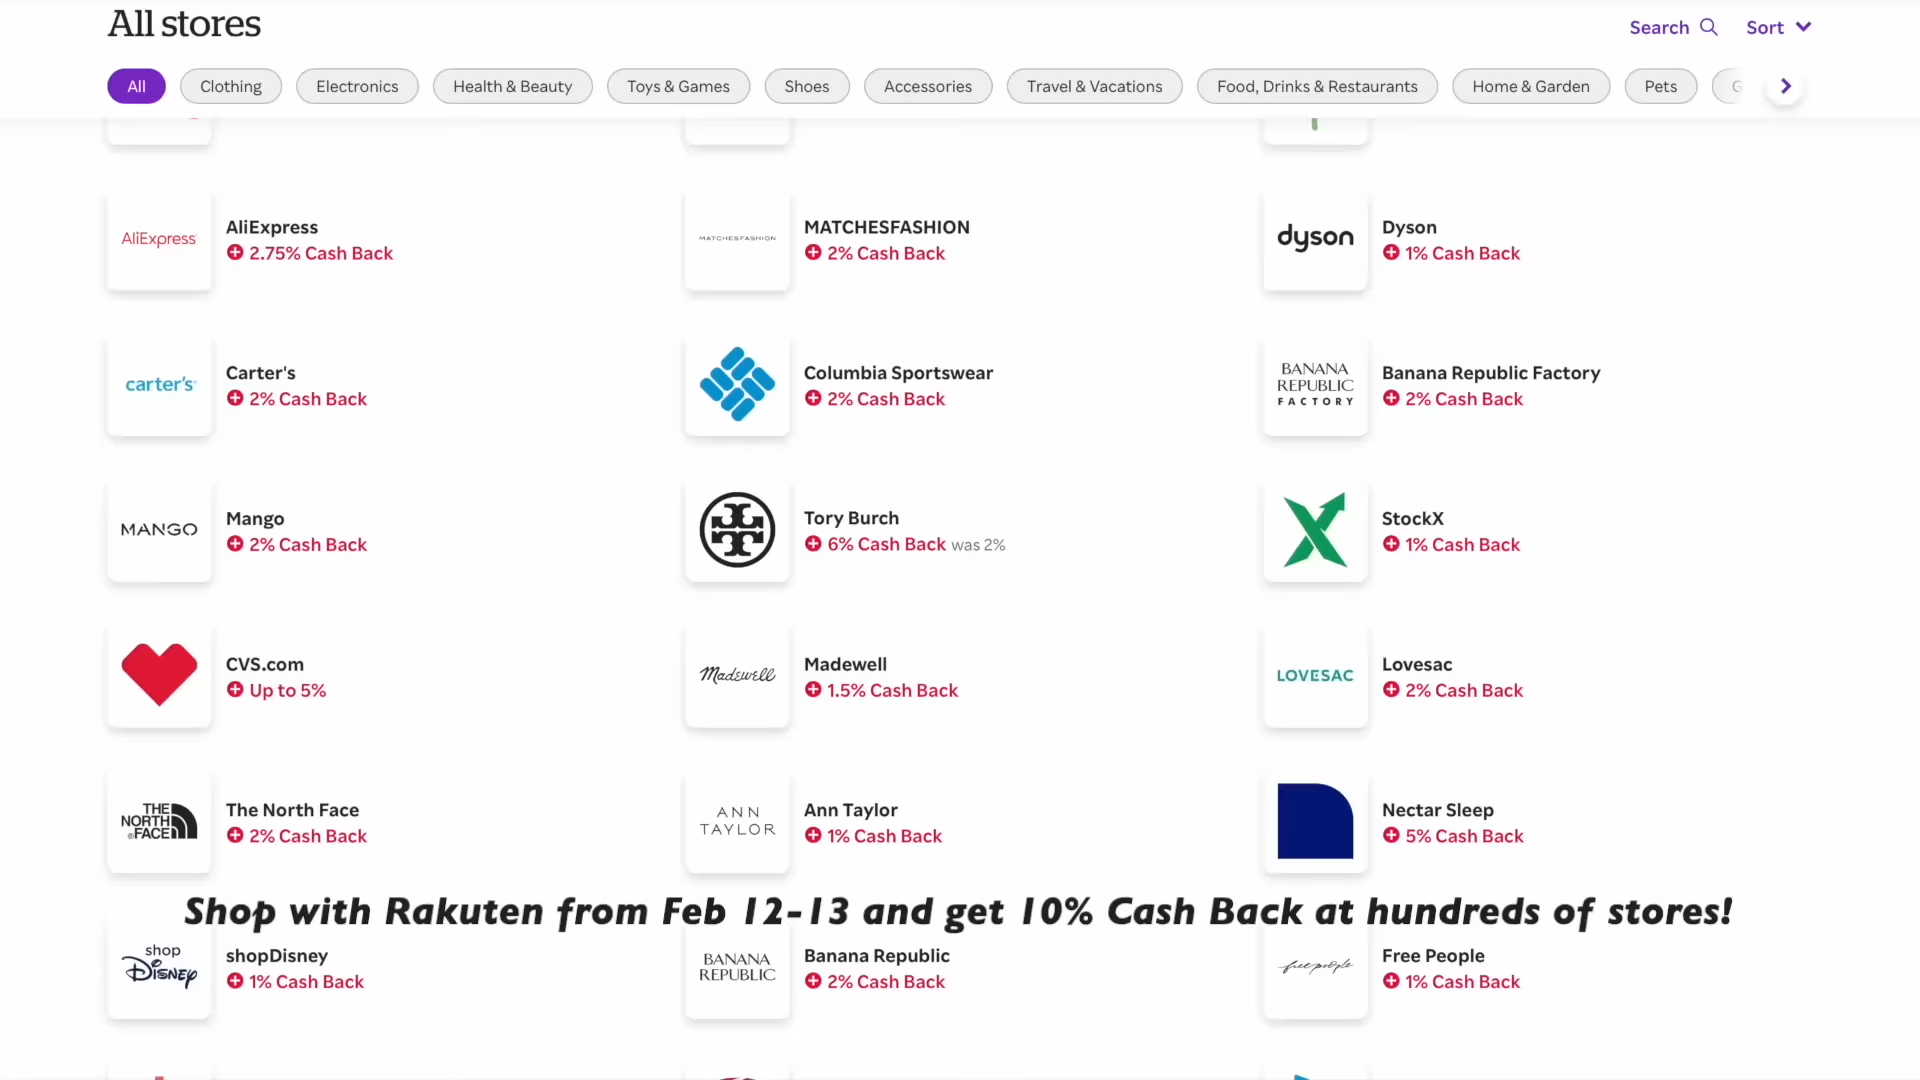 All stores
Search
Sort
All
Clothing
Electronics
Health & Beauty
Toys & Games
Shoes
Accessories
Travel & Vacations
Food, Drinks & Restaurants
Home & Garden
Pets
G
AliExpress
AliExpress
2.75% Cash Back
MATCHESFASHION
MATCHESFASHION
2% Cash Back
dyson
Dyson
1% Cash Back
carter's
Carter's
2% Cash Back
Columbia Sportswear
2% Cash Back
BANANA
REPUBLIC
FACTORY
Banana Republic Factory
2% Cash Back
MANGO
Mango
2% Cash Back
Tory Burch
6% Cash Back was 2%
StockX
1% Cash Back
CVS.com
Up to 5%
Madewell
Madewell
1.5% Cash Back
LOVESAC
Lovesac
2% Cash Back
THE
NORTH
FACE
The North Face
2% Cash Back
ANN
TAYLOR
Ann Taylor
1% Cash Back
Nectar Sleep
5% Cash Back
Shop with Rakuten from Feb 12-13 and get 10% Cash Back at hundreds of stores!
shop
Disney
shopDisney
1% Cash Back
BANANA
REPUBLIC
Banana Republic
2% Cash Back
free people
Free People
1% Cash Back